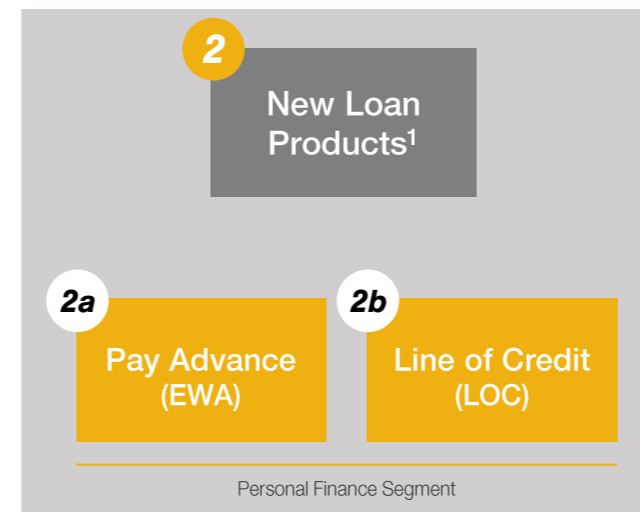 2
New Loan
Products¹
2a
2b
Pay Advance
(EWA)
Line of Credit
(LOC)
Personal Finance Segment